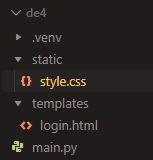 de4
.venv
static
style.css
templates
login.html
main.py